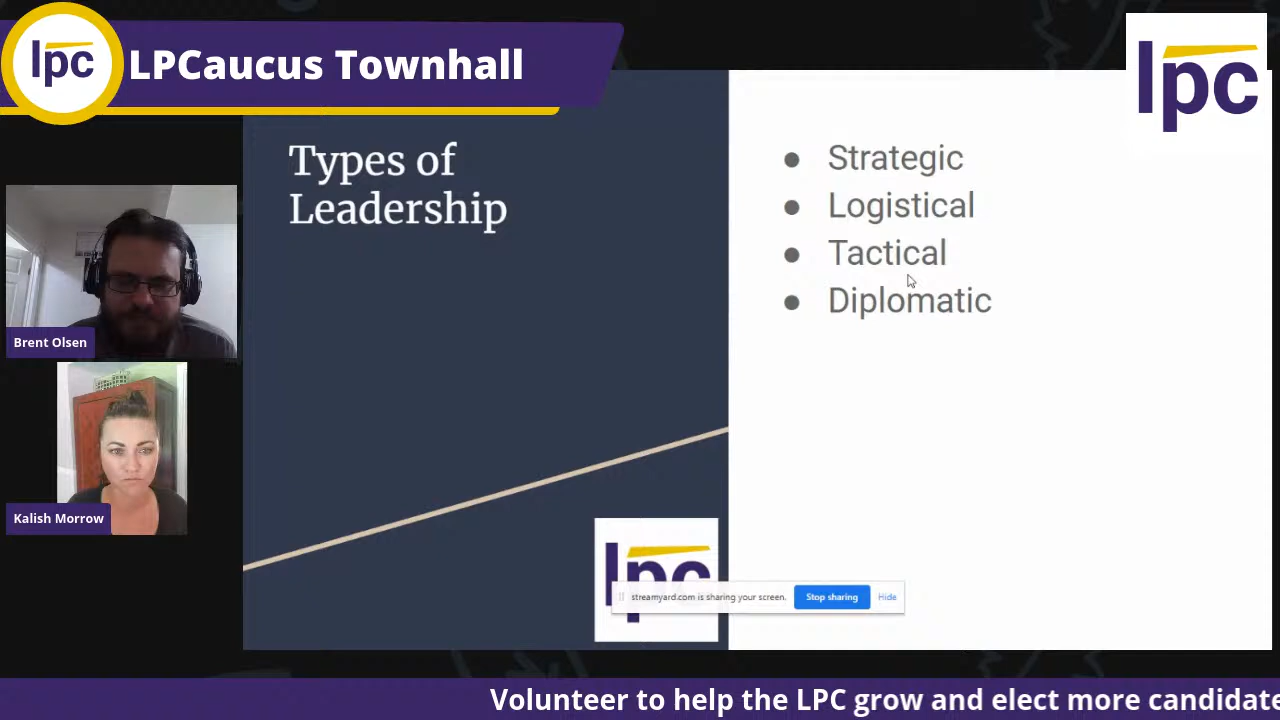 lpc
LPCaucus Townhall
lpc
Types of
Leadership
● Strategic
● Logistical
● Tactical
● Diplomatic
Brent Olsen
Kalish Morrow
lpc
streamyard.com is sharing your screen.
Stop sharing
Hide
Volunteer to help the LPC grow and elect more candidate